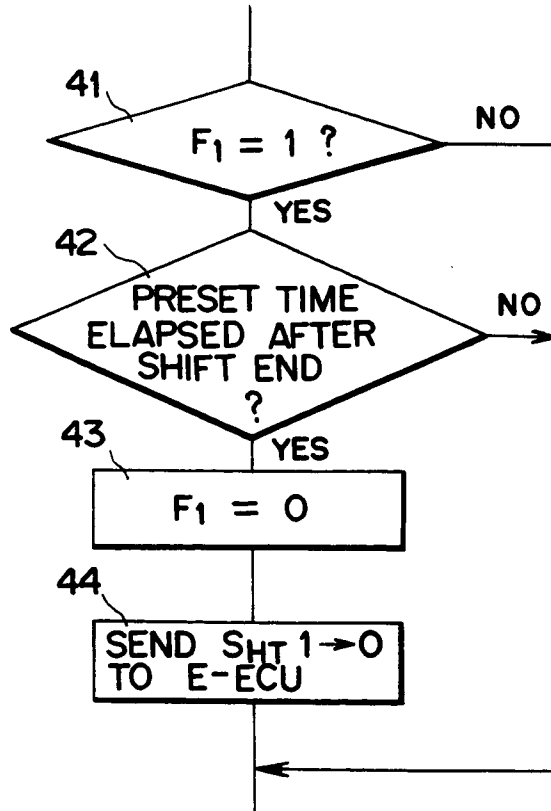 41
F1 = 1 ?
NO
YES
42
PRESET TIME
ELAPSED AFTER
SHIFT END
?
NO
YES
43
F1 = 0
44
SEND SHT 1→0
TO E-ECU